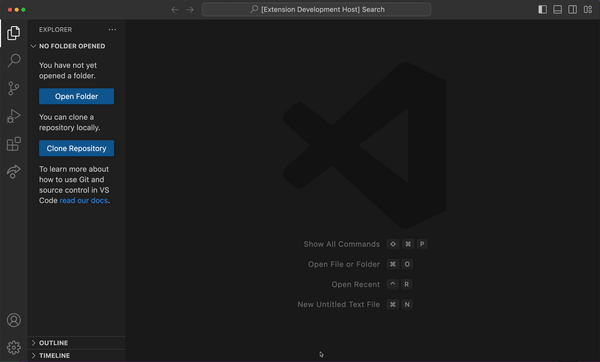 [Extension Development Host] Search
EXPLORER
NO FOLDER OPENED
You have not yet
opened a folder.
Open Folder
You can clone a
repository locally.
Clone Repository
To learn more about
how to use Git and
source control in VS
Code read our docs.
Show All Commands ⇧ ⌘ P
Open File or Folder ⌘ O
Open Recent ⌃ R
New Untitled Text File ⌘ N
OUTLINE
TIMELINE